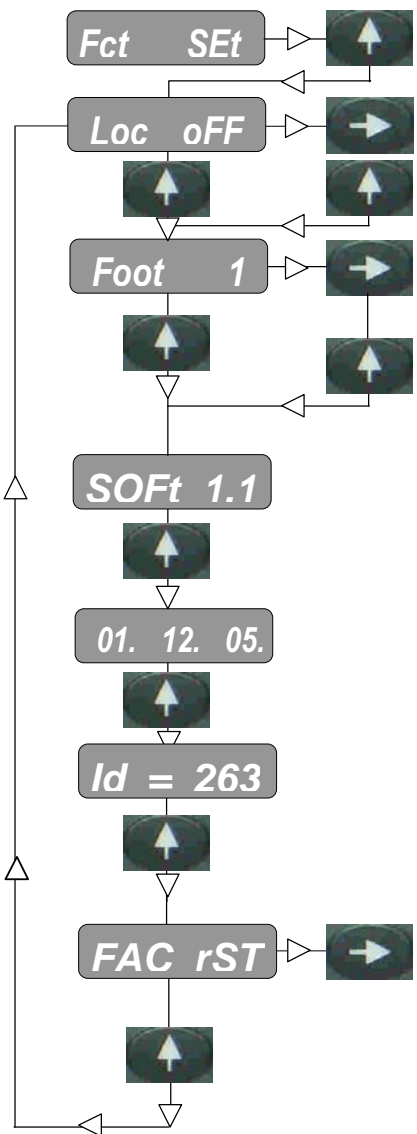 Fct SEt
Loc oFF
Foot 1
SOFt 1.1
01. 12. 05.
Id = 263
FAC rST